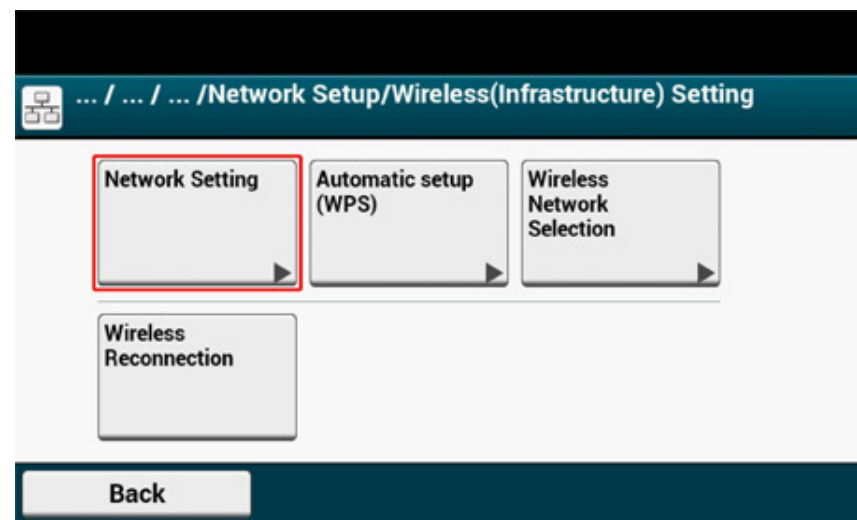 ... / ... / ... /Network Setup/Wireless(Infrastructure) Setting
Network Setting
Automatic setup
(WPS)
Wireless
Network
Selection
Wireless
Reconnection
Back